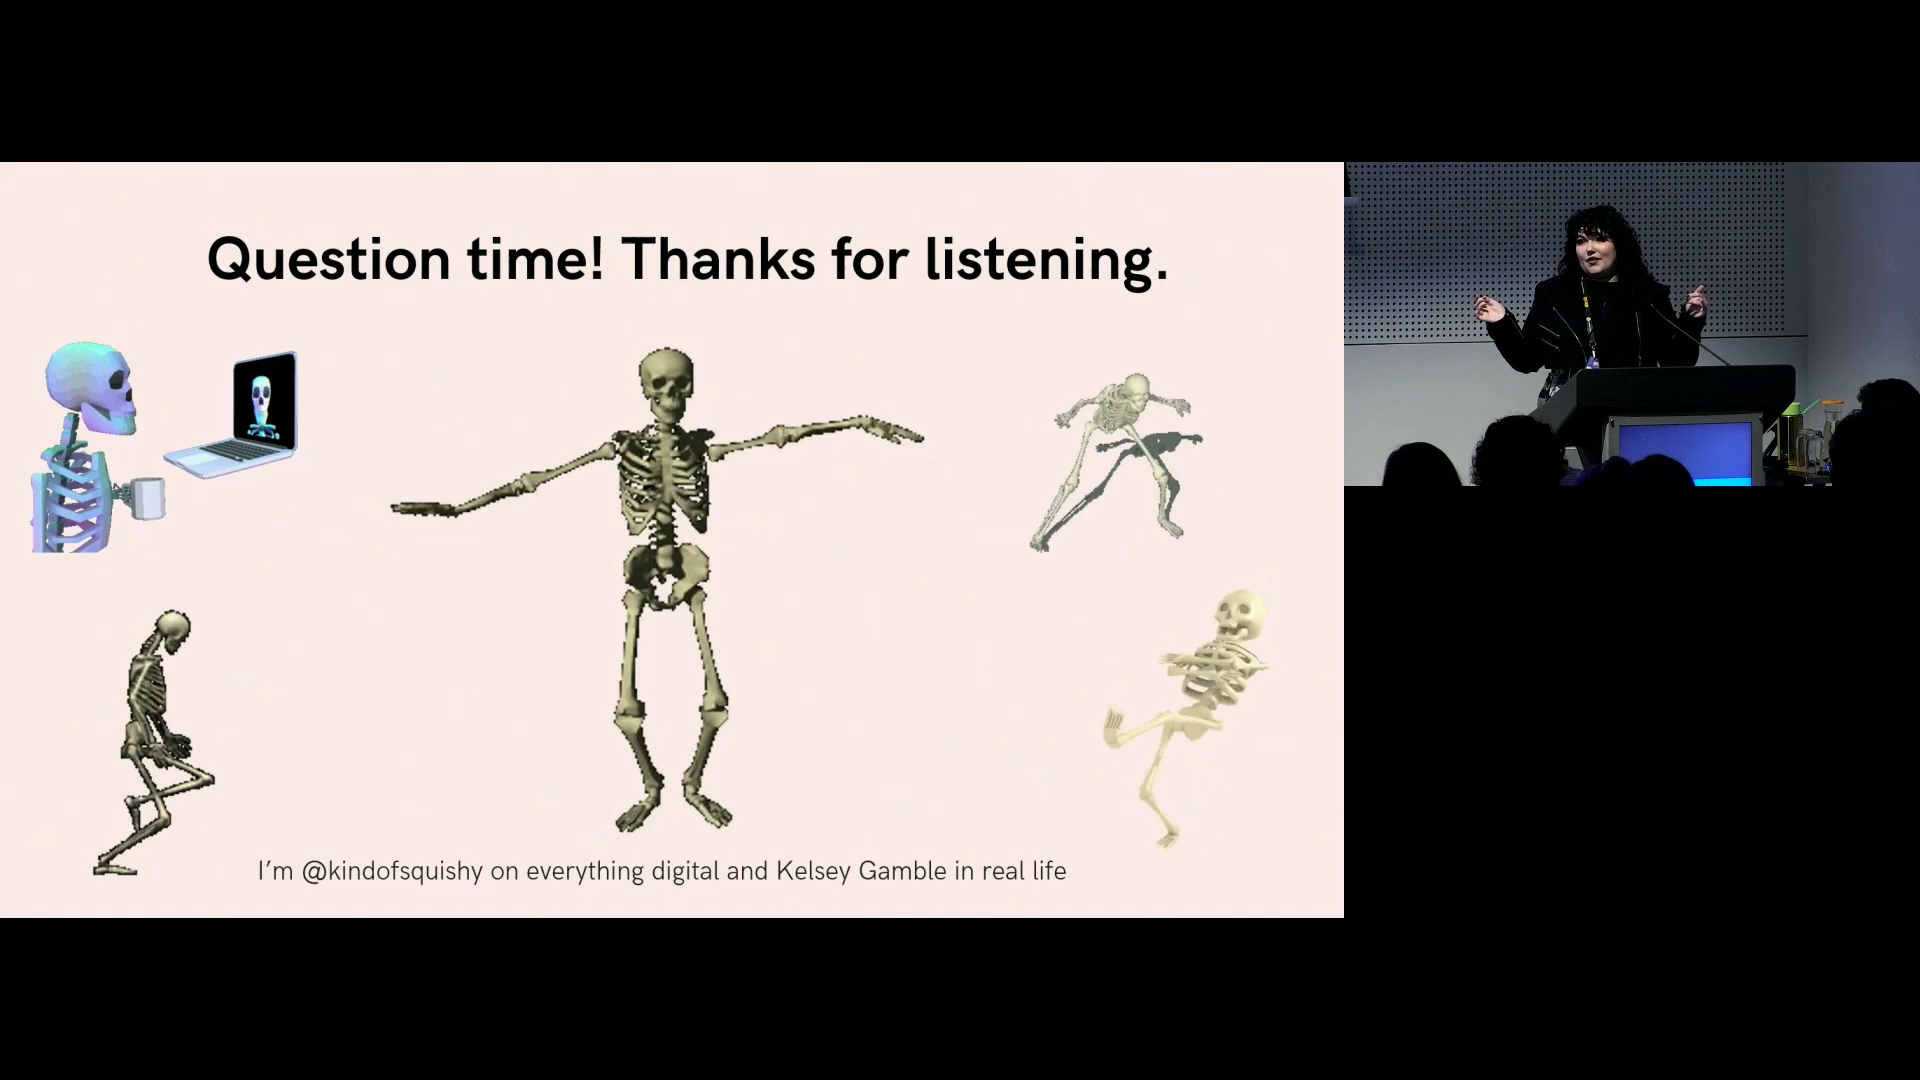 Question time! Thanks for listening.
I'm @kindofsquishy on everything digital and Kelsey Gamble in real life